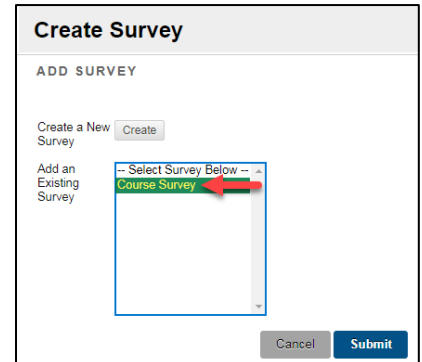 Create Survey
ADD SURVEY
Create a New
Survey
Create
Add an
Existing
Survey
-- Select Survey Below --
Course Survey
Cancel
Submit